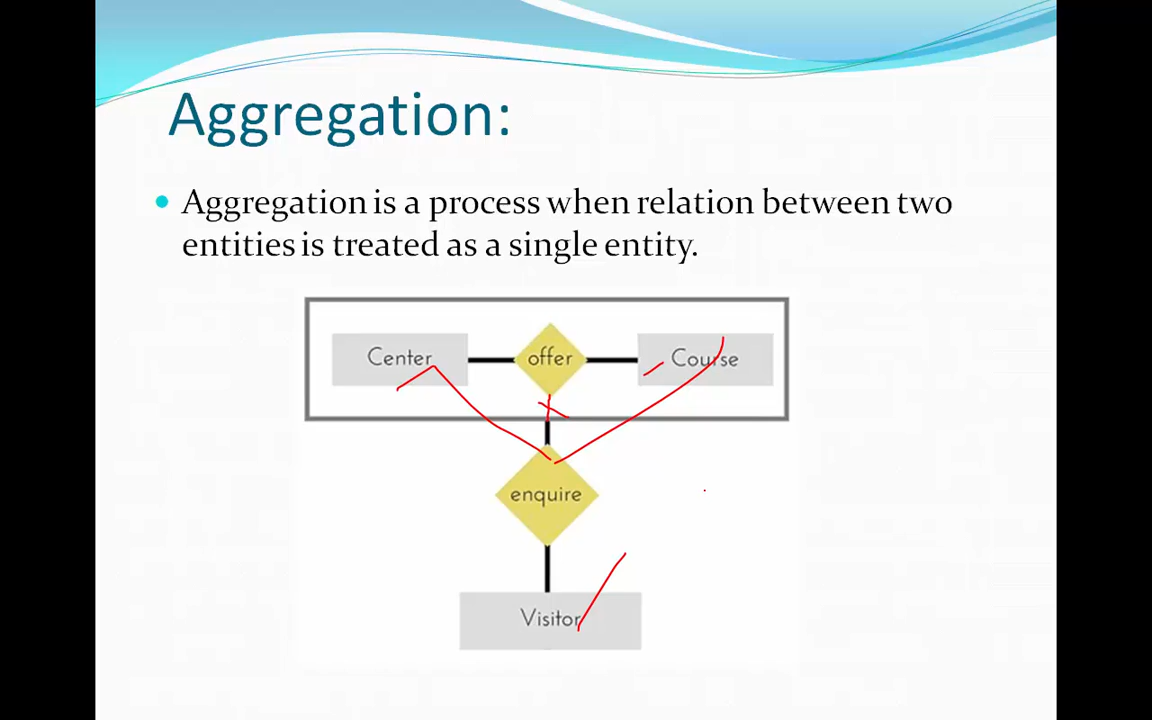 Aggregation:
Aggregation is a process when relation between two
entities is treated as a single entity.
Center offer Course
enquire
Visitor